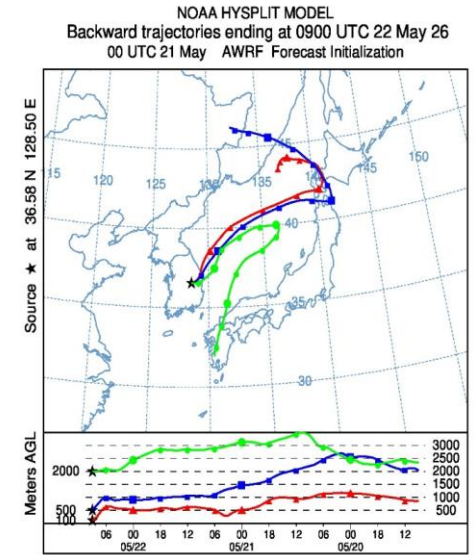 NOAA HYSPLIT MODEL
Backward trajectories ending at 0900 UTC 22 May 26
00 UTC 21 May AWRF Forecast Initialization
Source ★ at 36.58 N 128.50 E
115 120 125 130 135 140 145 150
45
40
35
30
Meters AGL
2000
500
100
3000
2500
2000
1500
1000
500
06 00 18 12 06 00 18 12 06 00 18 12
05/22 05/21 05/20